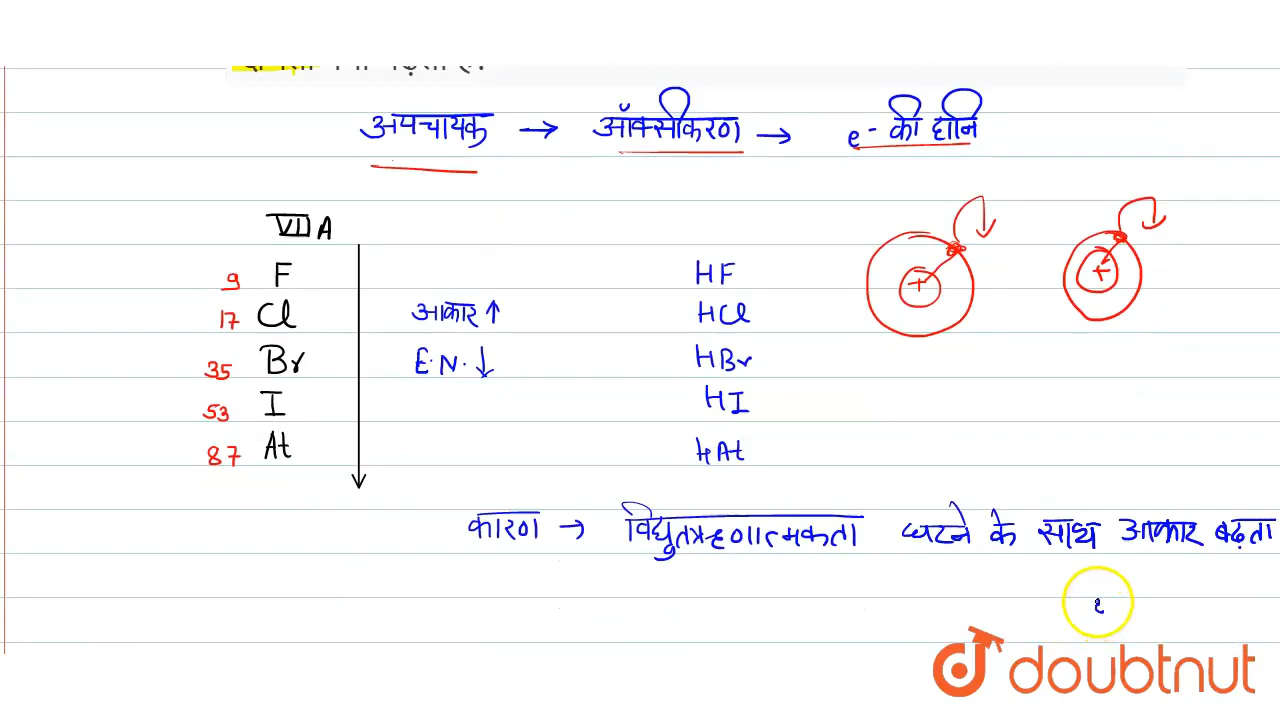 अपचायक → ऑक्सीकरण → e- की हानि
VII A
9 F HF
17 Cl आकार ↑ HCl
35 Br E.N. ↓ HBr
53 I HI
87 At HAt
कारण → विद्युतऋणात्मकता घटने के साथ आकार बढ़ता
doubtnut